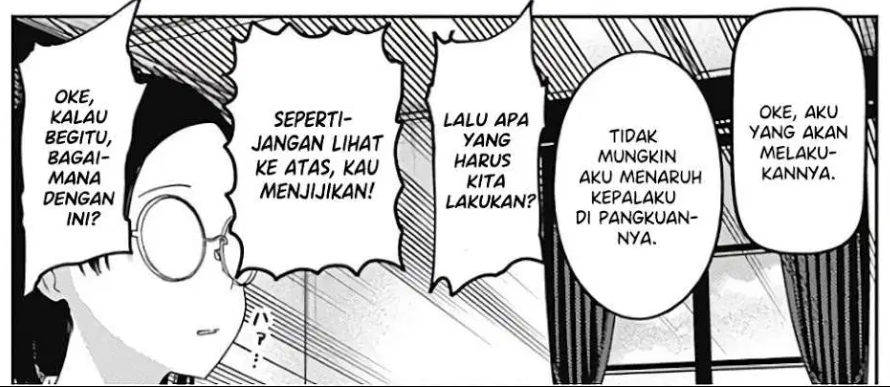 OKE, AKU
YANG AKAN
MELAKU-
KANNYA.
TIDAK
MUNGKIN
AKU MENARUH
KEPALAKU
DI PANGKUAN-
NYA.
LALU APA
YANG
HARUS
KITA
LAKUKAN?
SEPERTI-
JANGAN LIHAT
KE ATAS, KAU
MENJIJIKAN!
OKE,
KALAU
BEGITU,
BAGAI-
MANA
DENGAN
INI?
ハァ…